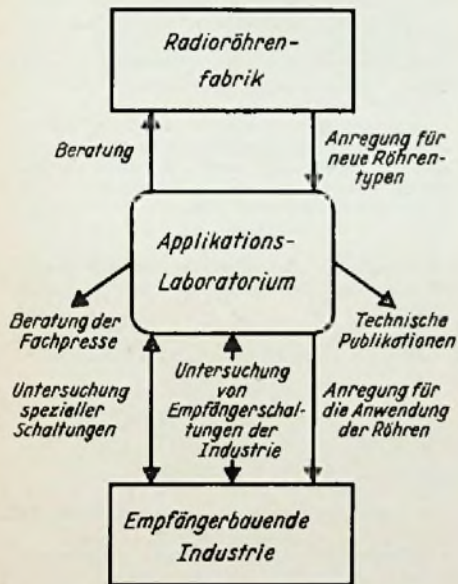 Radioröhren-
fabrik
Beratung
Anregung für
neue Röhren-
typen
Applikations-
Laboratorium
Beratung der
Fachpresse
Technische
Publikationen
Untersuchung
spezieller
Schaltungen
Untersuchung
von
Empfängerschal-
tungen der
Industrie
Anregung für
die Anwendung
der Röhren
Empfängerbauende
Industrie